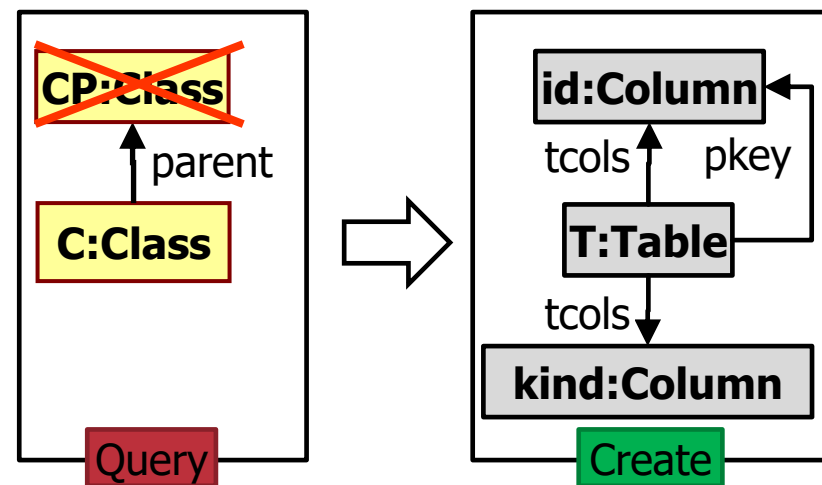 CP:Class
parent
C:Class
Query
id:Column
tcols
pkey
T:Table
tcols
kind:Column
Create